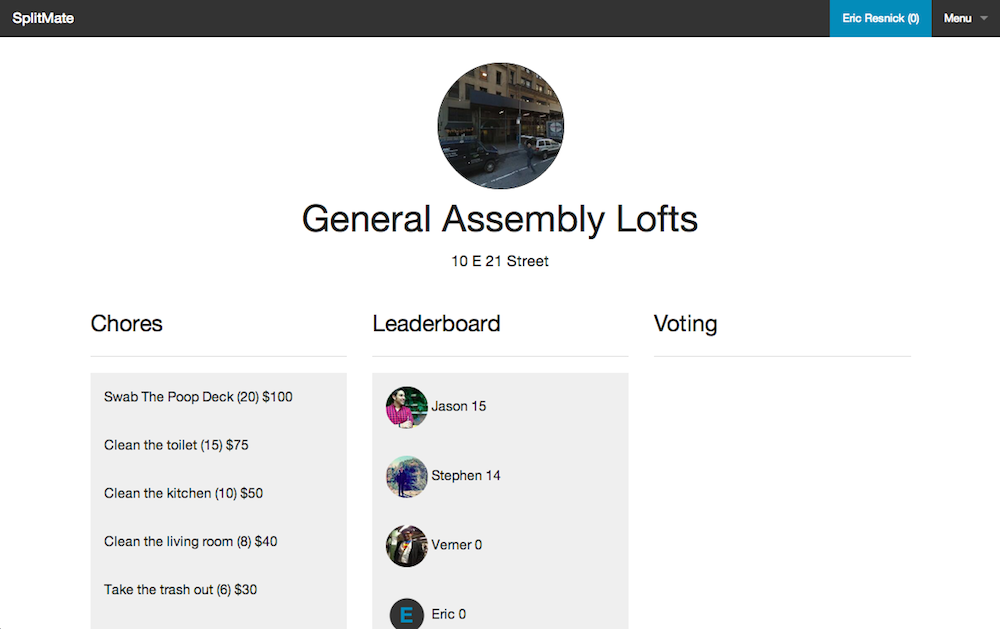 SplitMate
Eric Resnick (0)
Menu
General Assembly Lofts
10 E 21 Street
Chores
Swab The Poop Deck (20) $100
Clean the toilet (15) $75
Clean the kitchen (10) $50
Clean the living room (8) $40
Take the trash out (6) $30
Leaderboard
Jason 15
Stephen 14
Verner 0
E
Eric 0
Voting